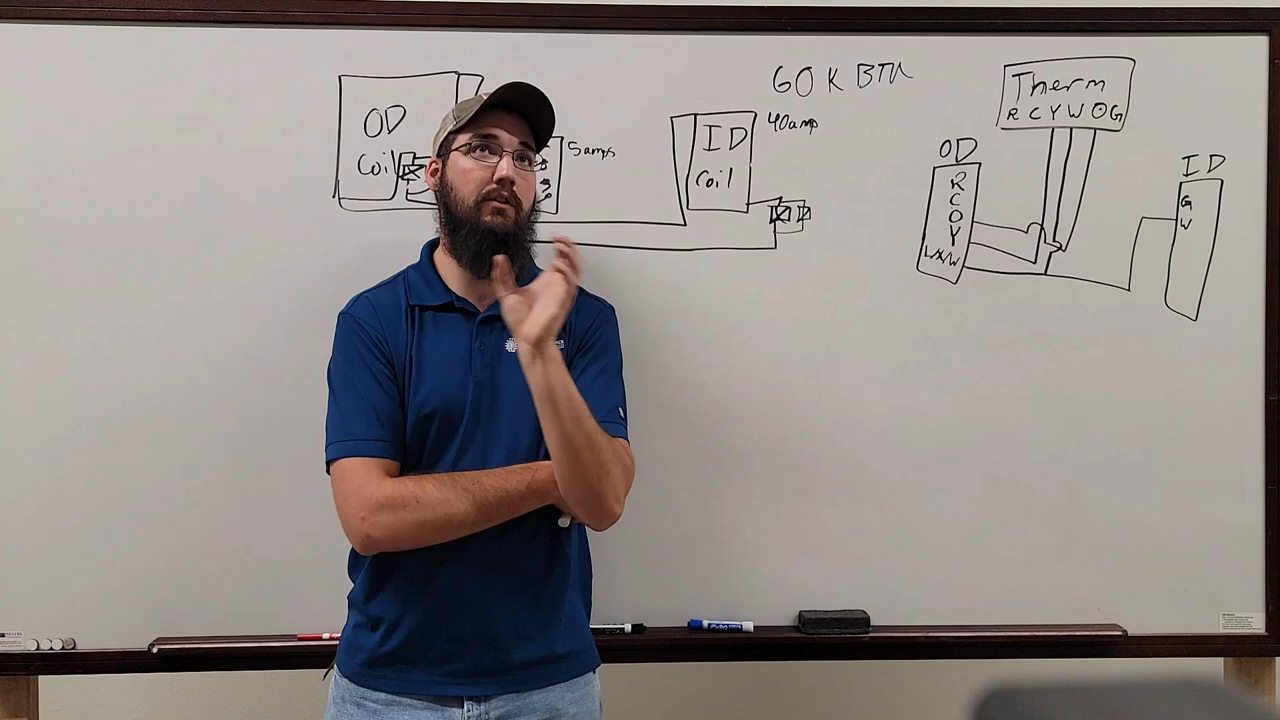 OD
Coil
5amps
ID
Coil
60 K BTU
40amp
Therm
R C Y W O G
OD
R
C
O
Y
ID
G
W